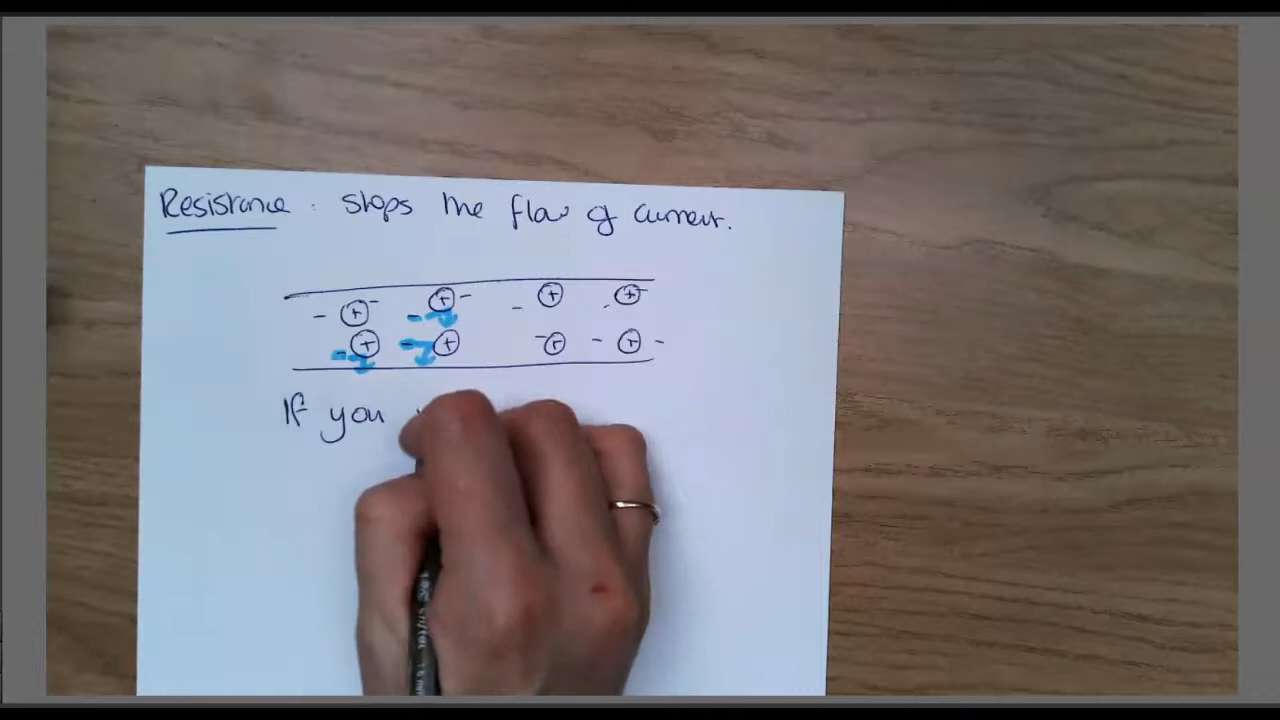 Resistance : stops the flow of current.
- + - + - - + - +
- + - + - + - + -
If you